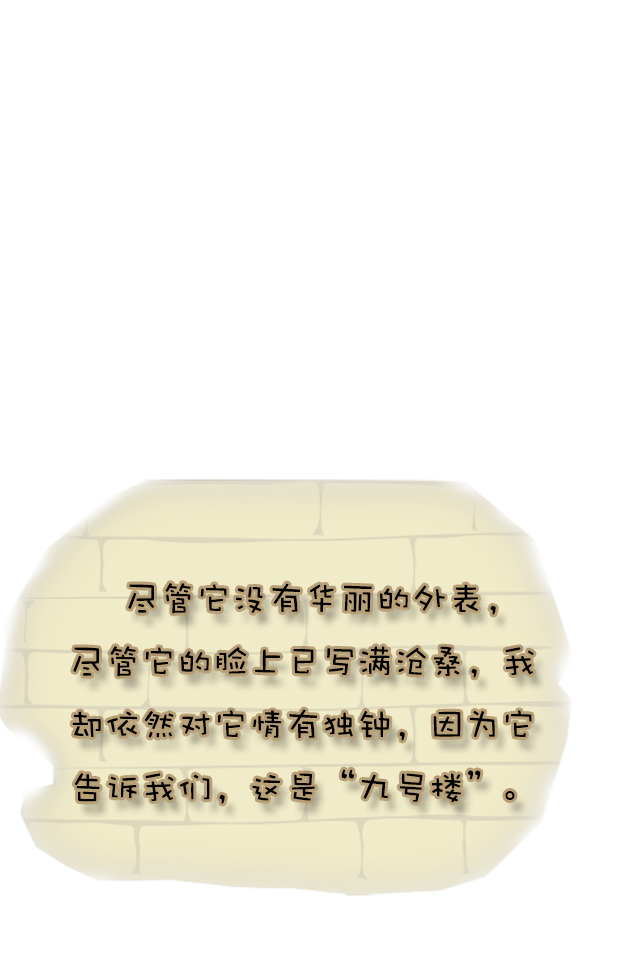 尽管它没有华丽的外表，
尽管它的脸上已写满沧桑，我
却依然对它情有独钟，因为它
告诉我们，这是“九号楼”。